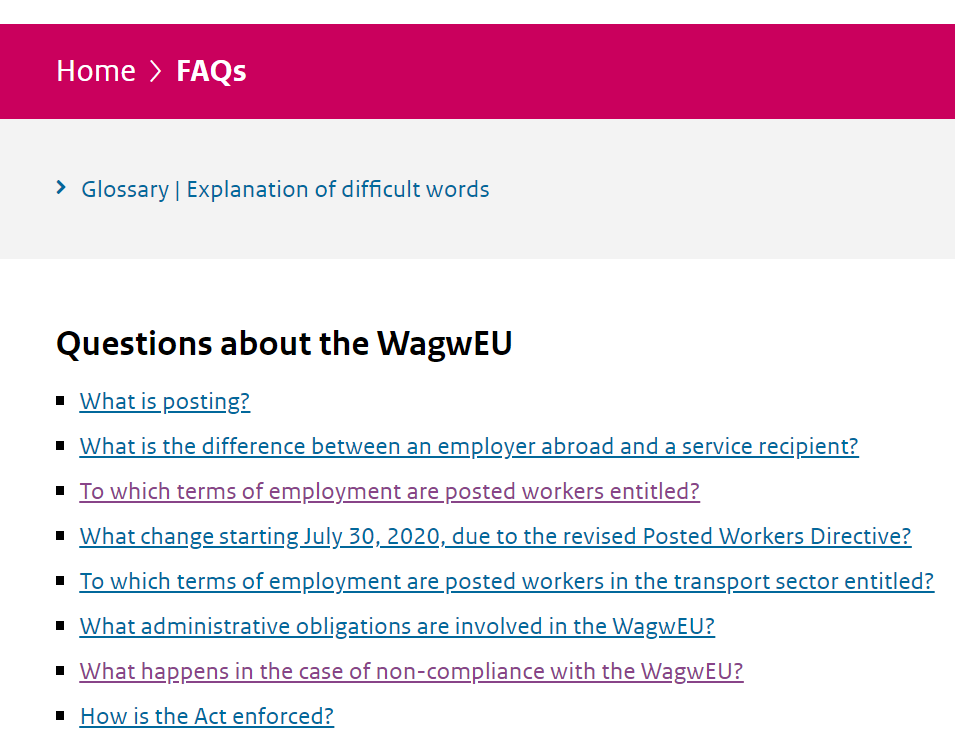 Home > FAQs
Glossary | Explanation of difficult words
Questions about the WagwEU
What is posting?
What is the difference between an employer abroad and a service recipient?
To which terms of employment are posted workers entitled?
What change starting July 30, 2020, due to the revised Posted Workers Directive?
To which terms of employment are posted workers in the transport sector entitled?
What administrative obligations are involved in the WagwEU?
What happens in the case of non-compliance with the WagwEU?
How is the Act enforced?